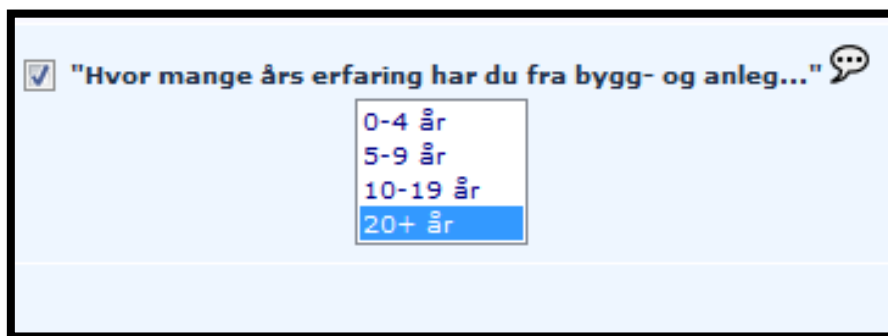 "Hvor mange års erfaring har du fra bygg- og anleg..."
0-4 år
5-9 år
10-19 år
20+ år